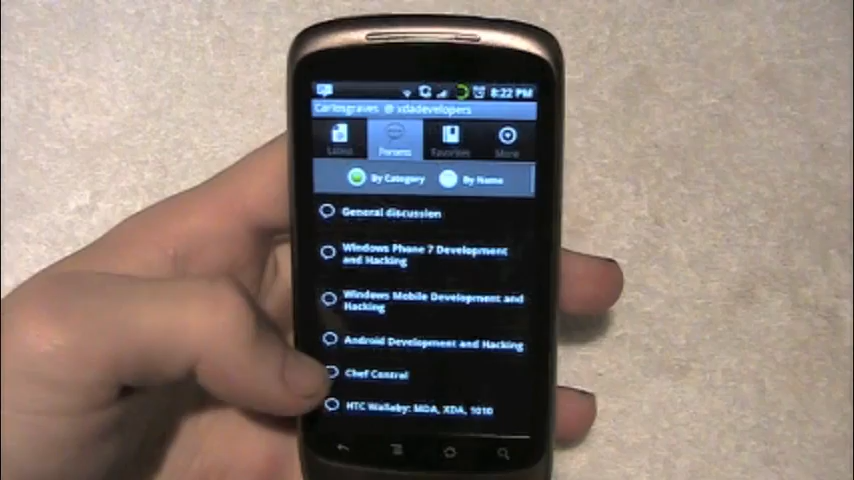 8:22 PM
Carlosgraves @ xdadevelopers
Latest
Forums
Favorites
More
By Category
By Name
General discussion
Windows Phone 7 Development
and Hacking
Windows Mobile Development and
Hacking
Android Development and Hacking
Chef Central
HTC Wallaby: MDA, XDA, 1010